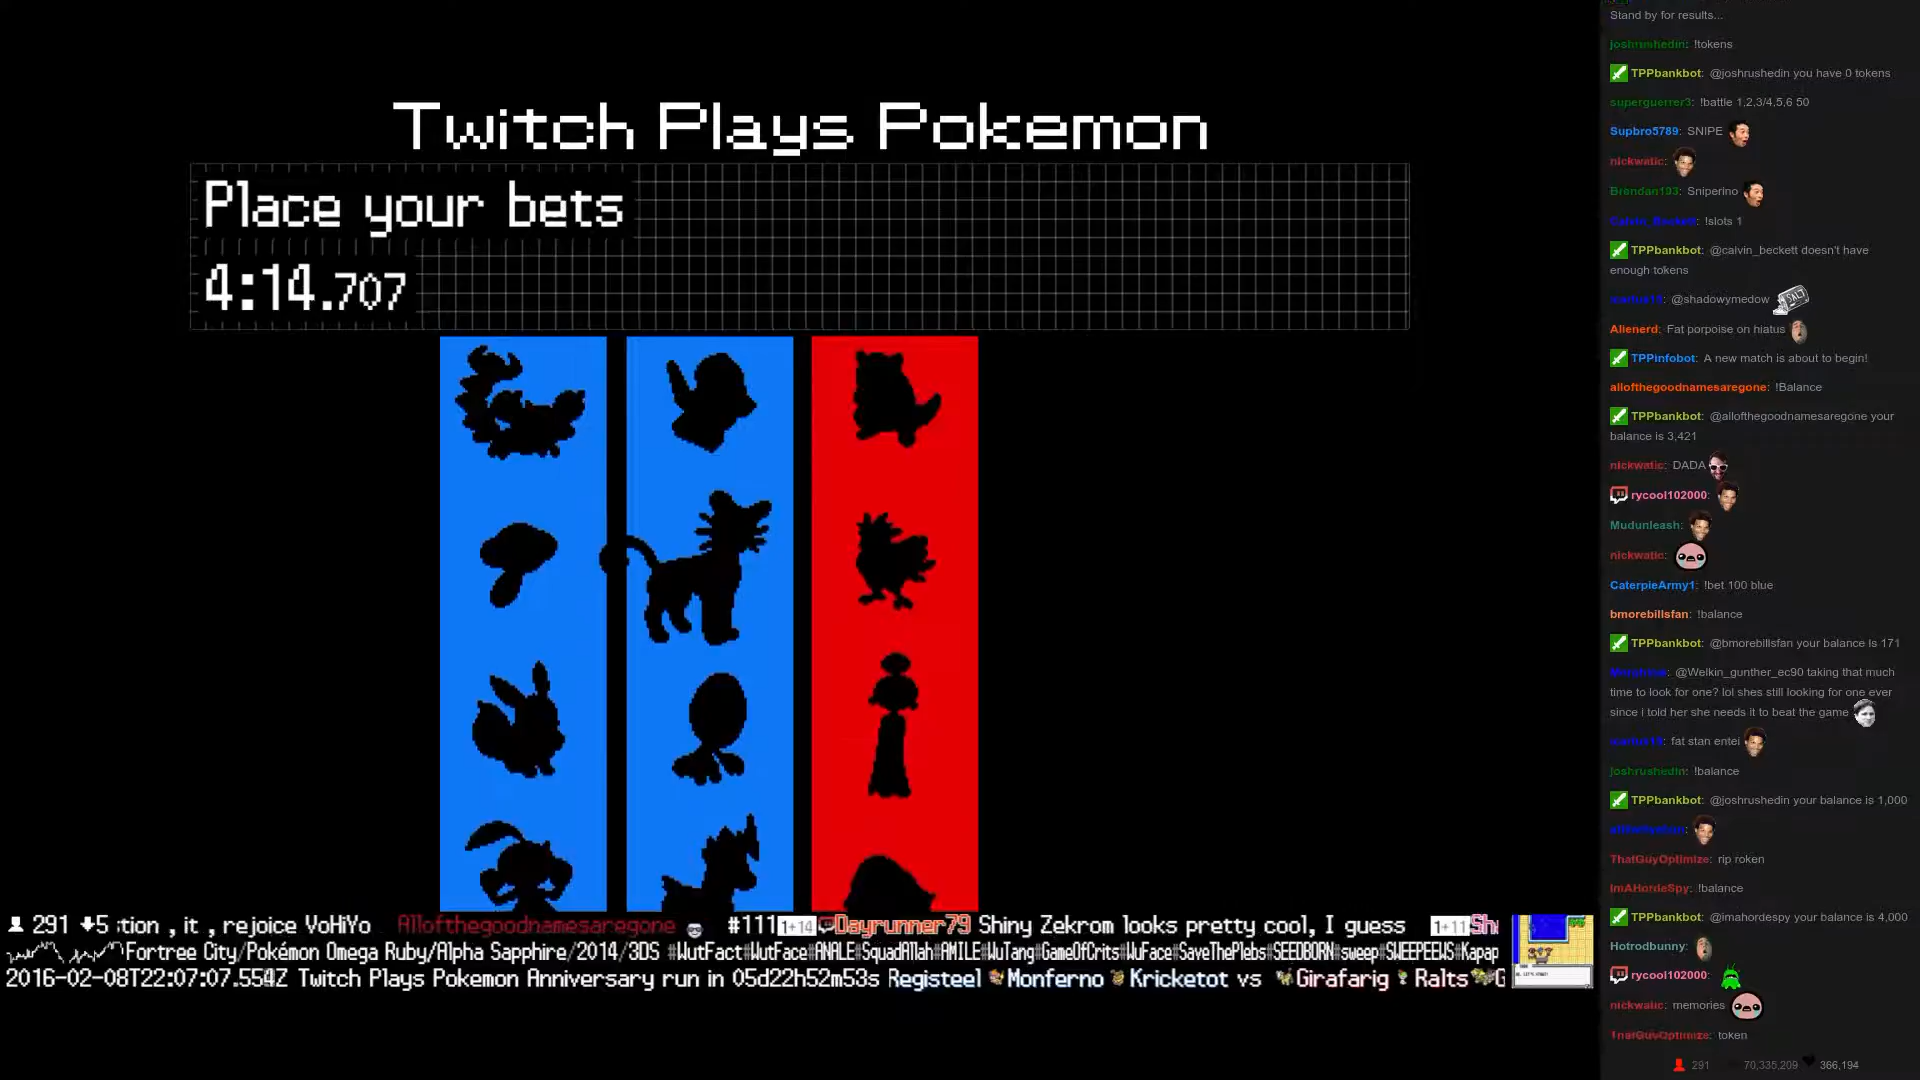 Twitch Plays Pokemon
Place your bets
4:14.707
291 5 tion , it , rejoice VoHiYo Allofthegoodnamesaregone #111 1+14 Dsyrunner79 Shiny Zekrom looks pretty cool, I guess 1+11 Sh
Fortree City/Pokémon Omega Ruby/Alpha Sapphire/2014/3DS #WutFact#WutFace#ANALE#SquadAllah#AMILE#WuTang#GameOfCrits#WuFace#SaveThePlebs#SEEDBORN#sweep#SWEEPEEWS#Kapap
2016-02-08T22:07:07.554Z Twitch Plays Pokemon Anniversary run in 05d22h52m53s Registeel Monferno Kricketot vs Girafarig Ralts G
Stand by for results...
joshrushedin: !tokens
TPPbankbot: @joshrushedin you have 0 tokens
superguerrer3: !battle 1,2,3/4,5,6 50
Supbro5789: SNIPE
nickwatic:
Brendan193: Sniperino
Calvin_Beckett: !slots 1
TPPbankbot: @calvin_beckett doesn't have
enough tokens
@shadowymedow SALT
Alienerd: Fat porpoise on hiatus
TPPinfobot: A new match is about to begin!
allofthegoodnamesaregone: !Balance
TPPbankbot: @allofthegoodnamesaregone your
balance is 3,421
nickwatic: DADA
rycool102000:
Mudunleash:
nickwatic:
CaterpieArmy1: !bet 100 blue
bmorebillsfan: !balance
TPPbankbot: @bmorebillsfan your balance is 171
@Welkin_gunther_ec90 taking that much
time to look for one? lol shes still looking for one ever
since i told her she needs it to beat the game
fat stan entei
joshrushedin: !balance
TPPbankbot: @joshrushedin your balance is 1,000
ThatGuyOptimize: rip roken
ImAHordeSpy: !balance
TPPbankbot: @imahordespy your balance is 4,000
Hotrodbunny:
rycool102000:
nickwatic: memories
ThatGuyOptimize: token
291 70,335,209 366,194